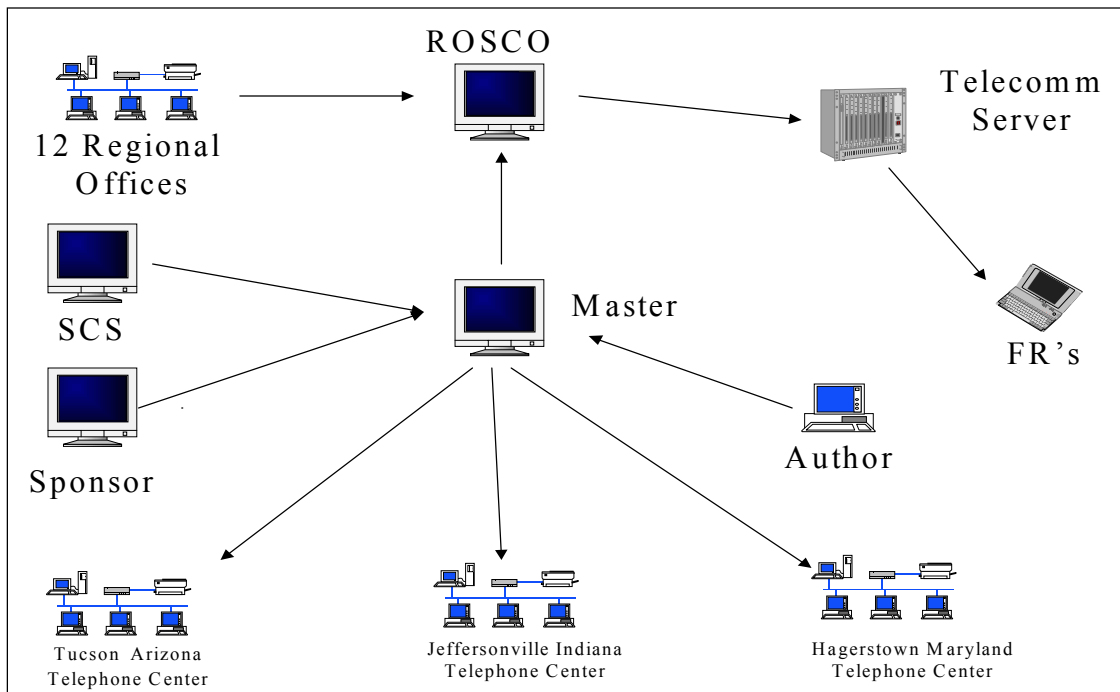 ROSCO
Telecomm
Server
12 Regional
Offices
SCS
Master
FR's
Sponsor
Author
Tucson Arizona
Telephone Center
Jeffersonville Indiana
Telephone Center
Hagerstown Maryland
Telephone Center